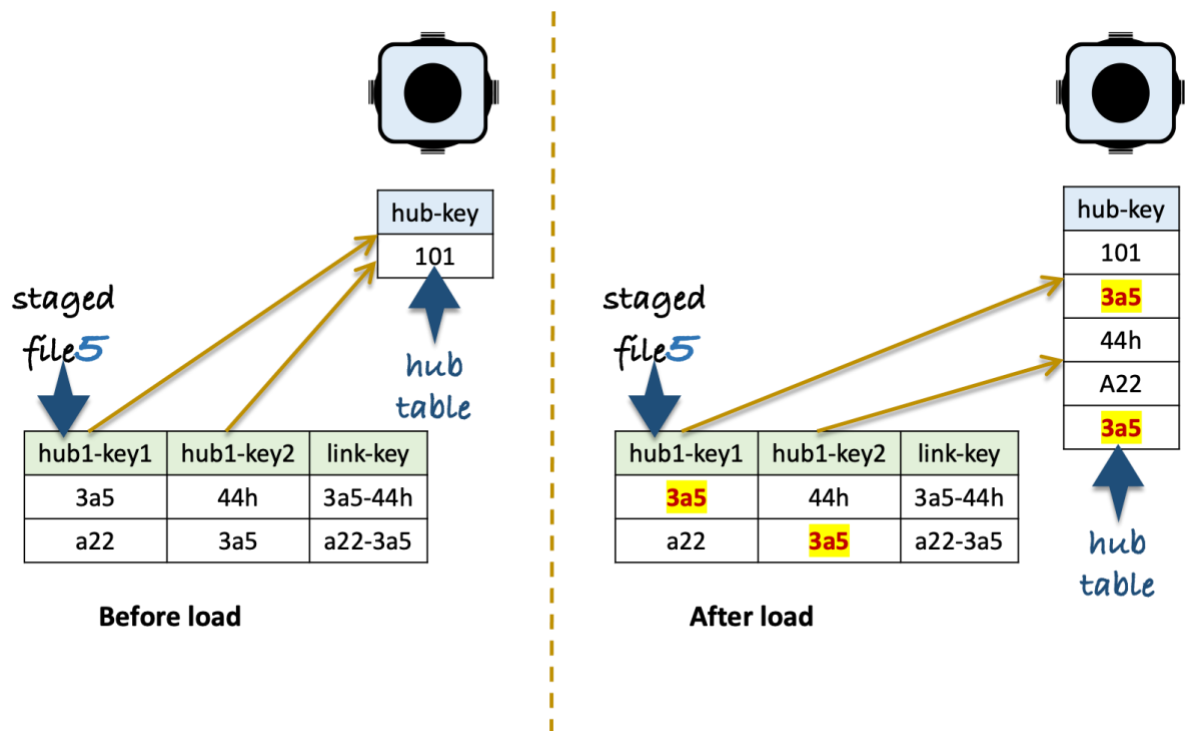 hub-key
101
staged
file5
hub
table
hub1-key1 hub1-key2 link-key
3a5 44h 3a5-44h
a22 3a5 a22-3a5
Before load
hub-key
101
3a5
44h
A22
3a5
staged
file5
hub1-key1 hub1-key2 link-key
3a5 44h 3a5-44h
a22 3a5 a22-3a5
hub
table
After load